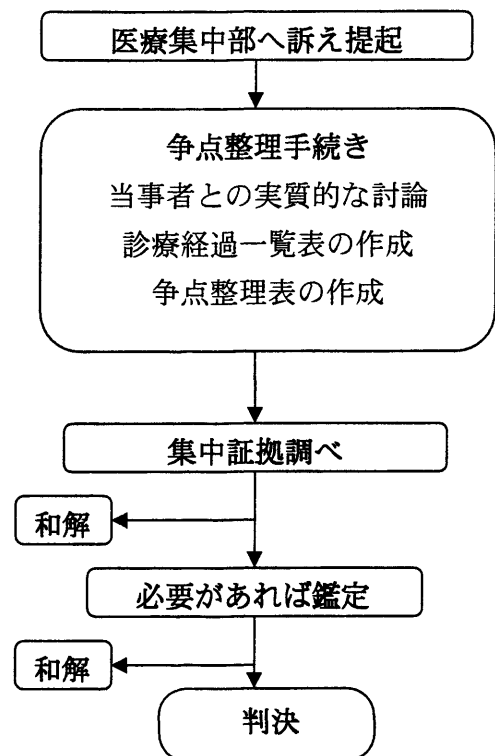 医療集中部へ訴え提起
争点整理手続き
当事者との実質的な討論
診療経過一覧表の作成
争点整理表の作成
集中証拠調べ
和解
必要があれば鑑定
和解
判決